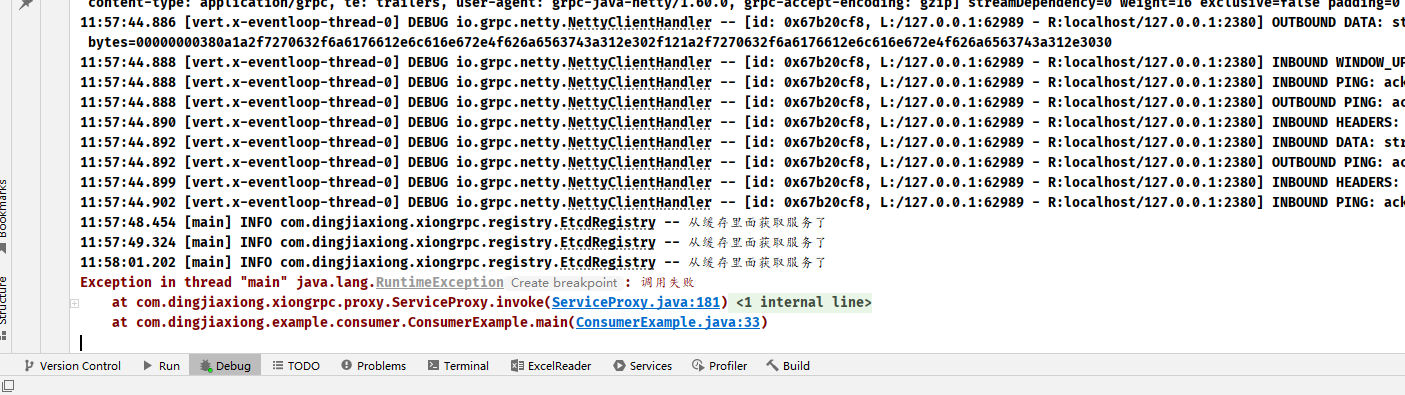 content-type: application/grpc, te: trailers, user-agent: grpc-java-netty/1.60.0, grpc-accept-encoding: gzip] streamDependency=0 weight=16 exclusive=false padding=0
11:57:44.886 [vert.x-eventloop-thread-0] DEBUG io.grpc.netty.NettyClientHandler -- [id: 0x67b20cf8, L:/127.0.0.1:62989 - R:localhost/127.0.0.1:2380] OUTBOUND DATA: st
bytes=00000000380a1a2f7270632f6a6176612e6c616e672e4f626a6563743a312e302f121a2f7270632f6a6176612e6c616e672e4f626a6563743a312e3030
11:57:44.888 [vert.x-eventloop-thread-0] DEBUG io.grpc.netty.NettyClientHandler -- [id: 0x67b20cf8, L:/127.0.0.1:62989 - R:localhost/127.0.0.1:2380] INBOUND WINDOW_UP
11:57:44.888 [vert.x-eventloop-thread-0] DEBUG io.grpc.netty.NettyClientHandler -- [id: 0x67b20cf8, L:/127.0.0.1:62989 - R:localhost/127.0.0.1:2380] INBOUND PING: ack
11:57:44.888 [vert.x-eventloop-thread-0] DEBUG io.grpc.netty.NettyClientHandler -- [id: 0x67b20cf8, L:/127.0.0.1:62989 - R:localhost/127.0.0.1:2380] OUTBOUND PING: ac
11:57:44.890 [vert.x-eventloop-thread-0] DEBUG io.grpc.netty.NettyClientHandler -- [id: 0x67b20cf8, L:/127.0.0.1:62989 - R:localhost/127.0.0.1:2380] INBOUND HEADERS:
11:57:44.892 [vert.x-eventloop-thread-0] DEBUG io.grpc.netty.NettyClientHandler -- [id: 0x67b20cf8, L:/127.0.0.1:62989 - R:localhost/127.0.0.1:2380] INBOUND DATA: str
11:57:44.892 [vert.x-eventloop-thread-0] DEBUG io.grpc.netty.NettyClientHandler -- [id: 0x67b20cf8, L:/127.0.0.1:62989 - R:localhost/127.0.0.1:2380] OUTBOUND PING: ac
11:57:44.899 [vert.x-eventloop-thread-0] DEBUG io.grpc.netty.NettyClientHandler -- [id: 0x67b20cf8, L:/127.0.0.1:62989 - R:localhost/127.0.0.1:2380] INBOUND HEADERS:
11:57:44.902 [vert.x-eventloop-thread-0] DEBUG io.grpc.netty.NettyClientHandler -- [id: 0x67b20cf8, L:/127.0.0.1:62989 - R:localhost/127.0.0.1:2380] INBOUND PING: ack
11:57:48.454 [main] INFO com.dingjiaxiong.xiongrpc.registry.EtcdRegistry -- 从缓存里面获取服务了
11:57:49.324 [main] INFO com.dingjiaxiong.xiongrpc.registry.EtcdRegistry -- 从缓存里面获取服务了
11:58:01.202 [main] INFO com.dingjiaxiong.xiongrpc.registry.EtcdRegistry -- 从缓存里面获取服务了
Exception in thread "main" java.lang.RuntimeException Create breakpoint : 调用失败
at com.dingjiaxiong.xiongrpc.proxy.ServiceProxy.invoke(ServiceProxy.java:181) <1 internal line>
at com.dingjiaxiong.example.consumer.ConsumerExample.main(ConsumerExample.java:33)
Bookmarks
Structure
Version Control Run Debug TODO Problems Terminal ExcelReader Services Profiler Build